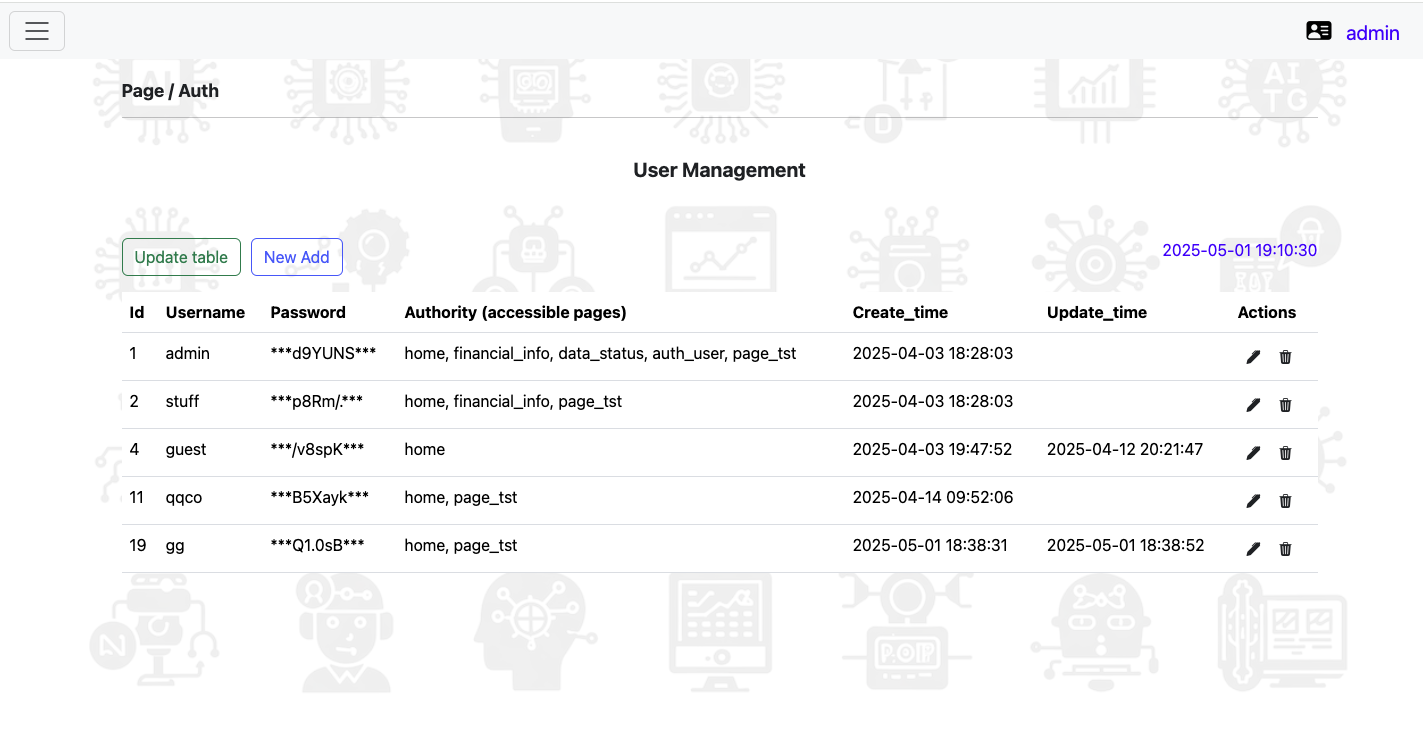 admin
Page / Auth
User Management
Update table New Add 2025-05-01 19:10:30
Id Username Password Authority (accessible pages) Create_time Update_time Actions
1 admin ***d9YUNS*** home, financial_info, data_status, auth_user, page_tst 2025-04-03 18:28:03
2 stuff ***p8Rm/.*** home, financial_info, page_tst 2025-04-03 18:28:03
4 guest ***/v8spK*** home 2025-04-03 19:47:52 2025-04-12 20:21:47
11 qqco ***B5Xayk*** home, page_tst 2025-04-14 09:52:06
19 gg ***Q1.0sB*** home, page_tst 2025-05-01 18:38:31 2025-05-01 18:38:52